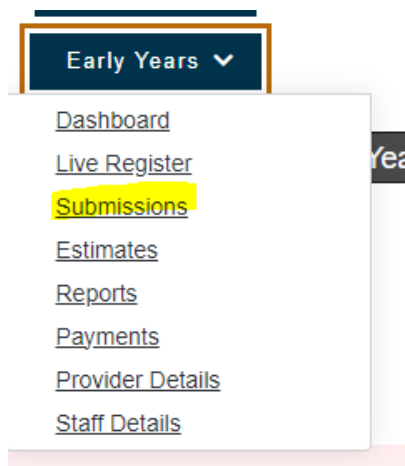 Early Years
Dashboard
Live Register
Submissions
Estimates
Reports
Payments
Provider Details
Staff Details